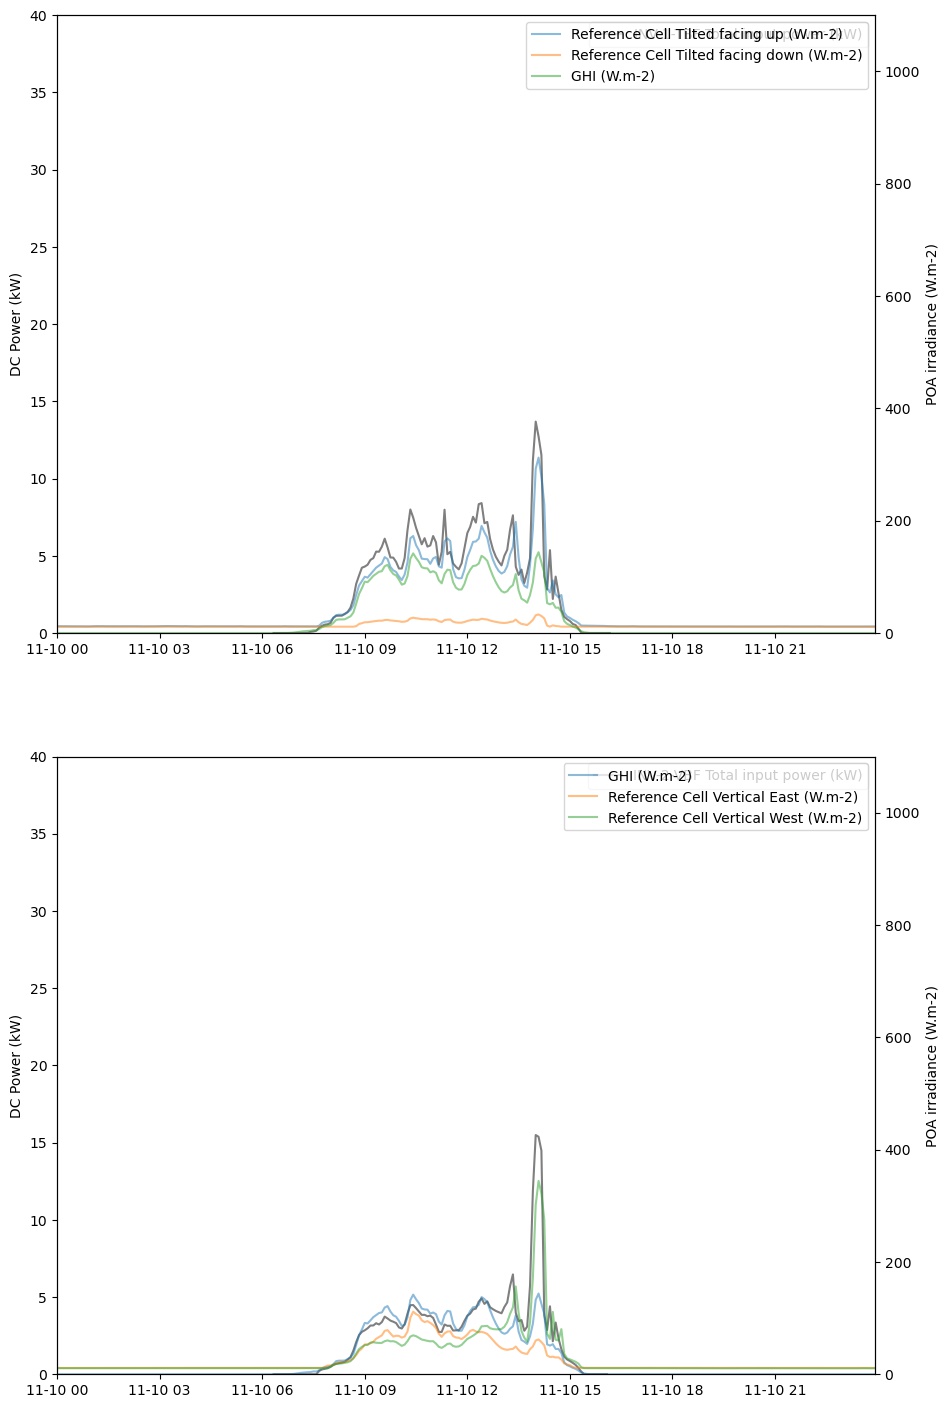 40
35
30
25
20
15
10
5
0
DC Power (kW)
Reference Cell Tilted facing up (W.m-2)
Reference Cell Tilted facing down (W.m-2)
GHI (W.m-2)
1000
800
600
400
200
0
POA irradiance (W.m-2)
11-10 00 11-10 03 11-10 06 11-10 09 11-10 12 11-10 15 11-10 18 11-10 21
40
35
30
25
20
15
10
5
0
DC Power (kW)
GHI (W.m-2)
Total input power (kW)
Reference Cell Vertical East (W.m-2)
Reference Cell Vertical West (W.m-2)
1000
800
600
400
200
0
POA irradiance (W.m-2)
11-10 00 11-10 03 11-10 06 11-10 09 11-10 12 11-10 15 11-10 18 11-10 21